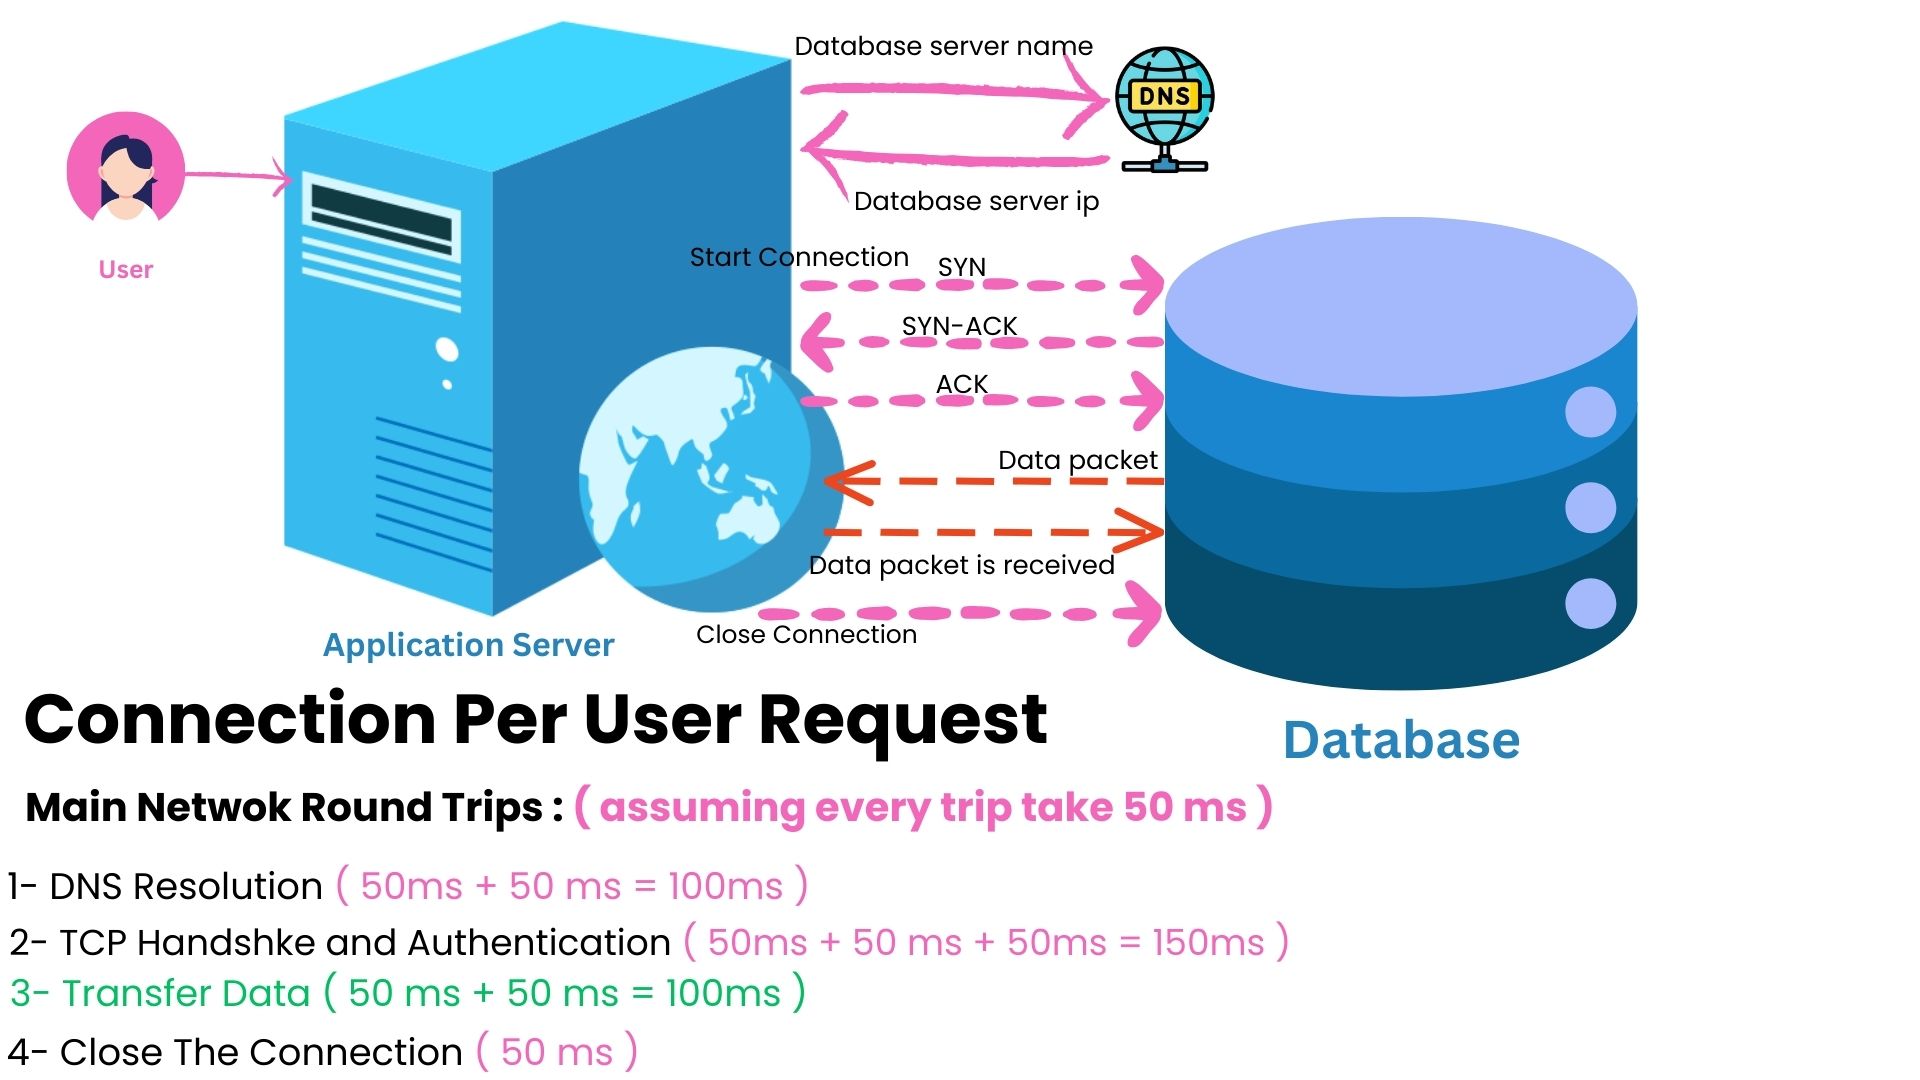 Database server name
DNS
Database server ip
User
Start Connection
SYN
SYN-ACK
ACK
Data packet
Data packet is received
Close Connection
Application Server
Database
Connection Per User Request
Main Netwok Round Trips : ( assuming every trip take 50 ms )
1- DNS Resolution ( 50ms + 50 ms = 100ms )
2- TCP Handshke and Authentication ( 50ms + 50 ms + 50ms = 150ms )
3- Transfer Data ( 50 ms + 50 ms = 100ms )
4- Close The Connection ( 50 ms )